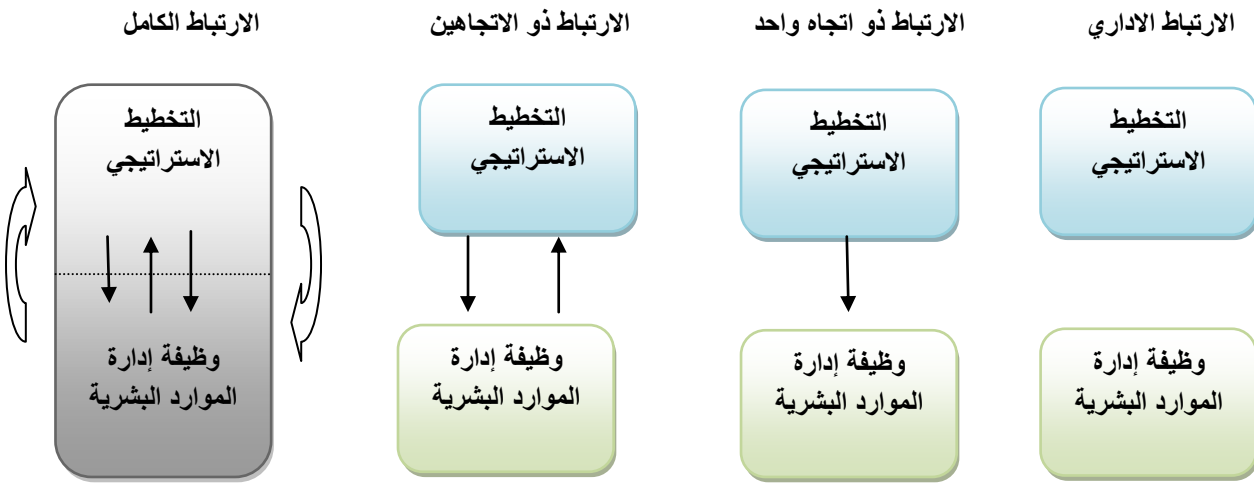 الارتباط الاداري
الارتباط ذو اتجاه واحد
الارتباط ذو الاتجاهين
الارتباط الكامل
التخطيط
الاستراتيجي
التخطيط
الاستراتيجي
التخطيط
الاستراتيجي
التخطيط
الاستراتيجي
وظيفة إدارة
الموارد البشرية
وظيفة إدارة
الموارد البشرية
وظيفة إدارة
الموارد البشرية
وظيفة إدارة
الموارد البشرية